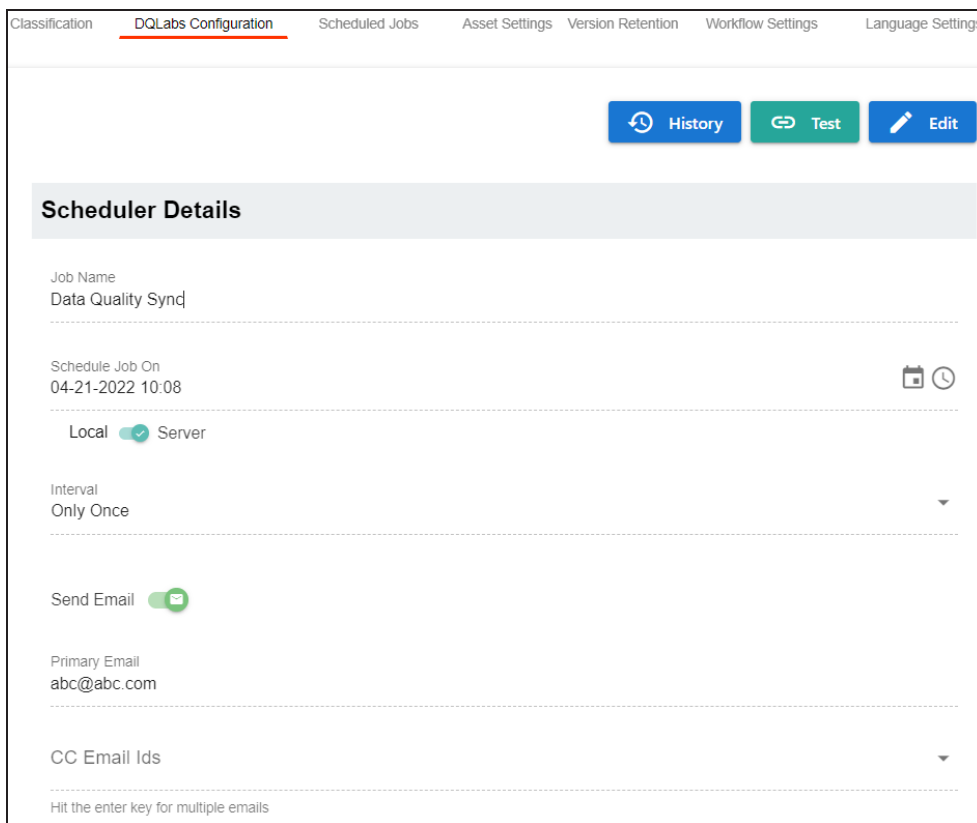 Classification DQLabs Configuration Scheduled Jobs Asset Settings Version Retention Workflow Settings Language Settings
History Test Edit
Scheduler Details
Job Name
Data Quality Sync
Schedule Job On
04-21-2022 10:08
Local Server
Interval
Only Once
Send Email
Primary Email
abc@abc.com
CC Email Ids
Hit the enter key for multiple emails